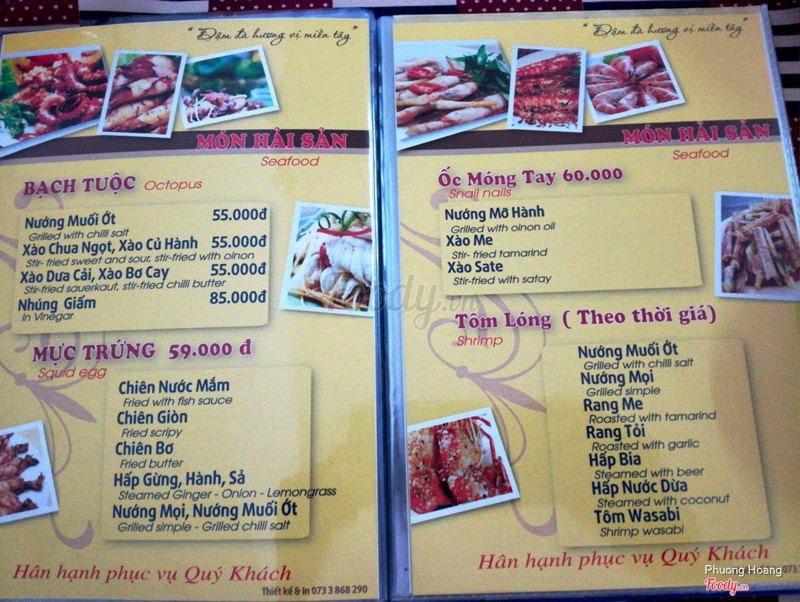 " Đậm đà hương vị miền tây "
MÓN HẢI SẢN
Seafood
BẠCH TUỘC Octopus
Nướng Muối Ớt 55.000đ
Grilled with chilli salt
Xào Chua Ngọt, Xào Củ Hành 55.000đ
Stir- fried sweet and sour, stir-fried with oinon
Xào Dưa Cải, Xào Bơ Cay 55.000đ
Stir-fried sauerkaut, stir-fried chilli butter
Nhúng Giấm 85.000đ
In Vinegar
MỰC TRỨNG 59.000 đ
Squid egg
Chiên Nước Mắm
Fried with fish sauce
Chiên Giòn
Fried scripy
Chiên Bơ
Fried butter
Hấp Gừng, Hành, Sả
Steamed Ginger - Onion - Lemongrass
Nướng Mọi, Nướng Muối Ớt
Grilled simple - Grilled chilli salt
Hân hạnh phục vụ Quý Khách
Thiết kế & In 073 3 868 290
" Đậm đà hương vị miền tây "
MÓN HẢI SẢN
Seafood
Ốc Móng Tay 60.000
Snail nails
Nướng Mỡ Hành
Grilled with oinon oil
Xào Me
Stir- fried tamarind
Xào Sate
Stir-fried with satay
Tôm Lóng ( Theo thời giá)
Shrimp
Nướng Muối Ớt
Grilled with chilli salt
Nướng Mọi
Grilled simple
Rang Me
Roasted with tamarind
Rang Tỏi
Roasted with garlic
Hấp Bia
Steamed with beer
Hấp Nước Dừa
Steamed with coconut
Tôm Wasabi
Shrimp wasabi
Hân hạnh phục vụ Quý Khách
073
Foody.vn
Phuong Hoang
Foody.vn